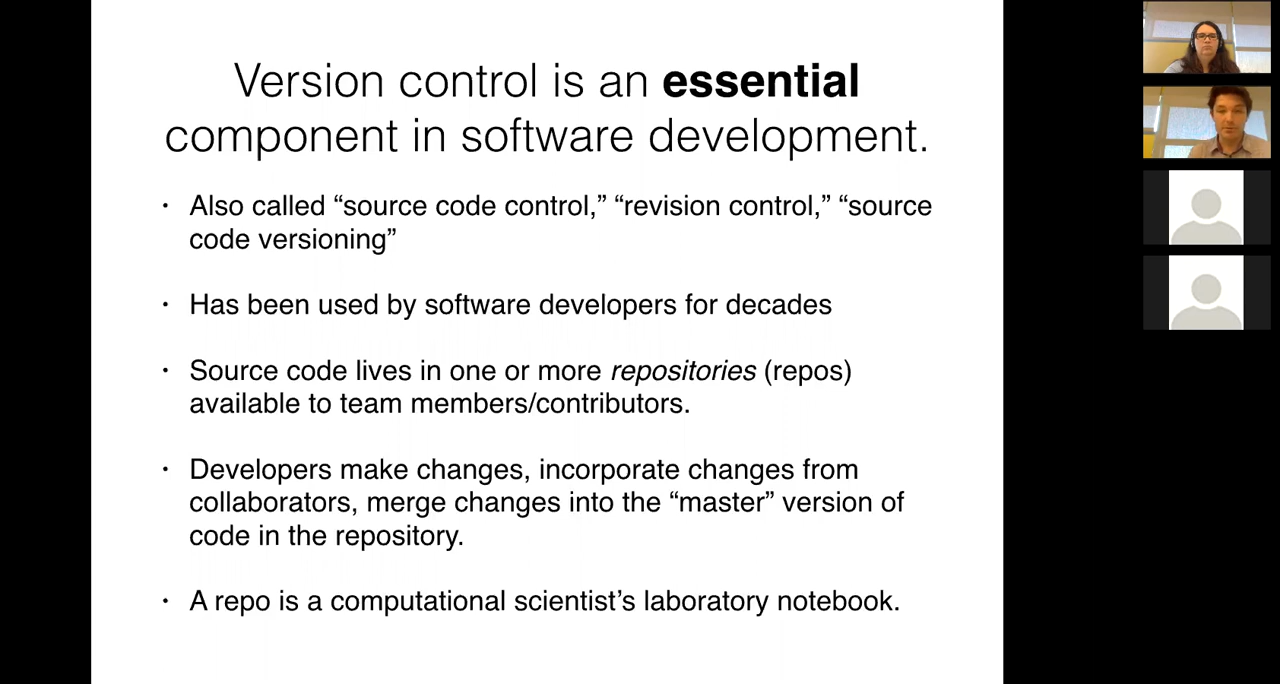 Version control is an essential
component in software development.
• Also called “source code control,” “revision control,” “source
code versioning”
• Has been used by software developers for decades
• Source code lives in one or more repositories (repos)
available to team members/contributors.
• Developers make changes, incorporate changes from
collaborators, merge changes into the “master” version of
code in the repository.
• A repo is a computational scientist’s laboratory notebook.